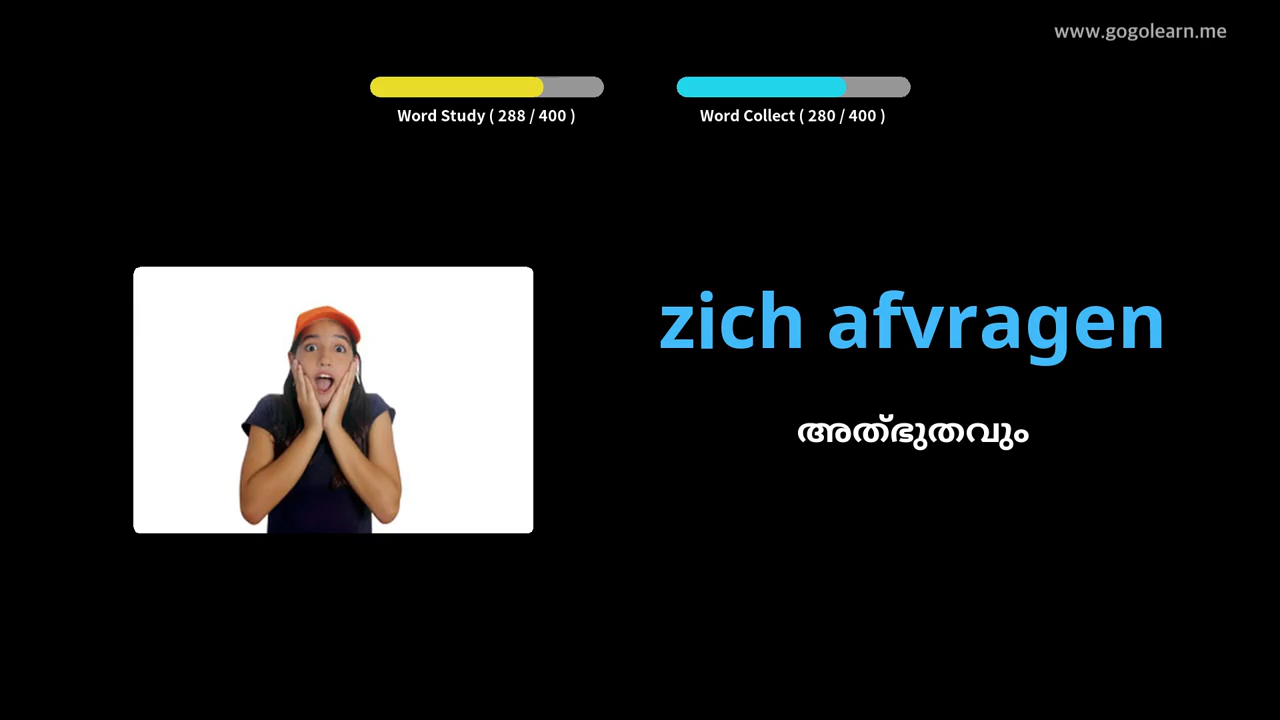 www.gogolearn.me
Word Study ( 288 / 400 )
Word Collect ( 280 / 400 )
zich afvragen
അത്ഭുതവും